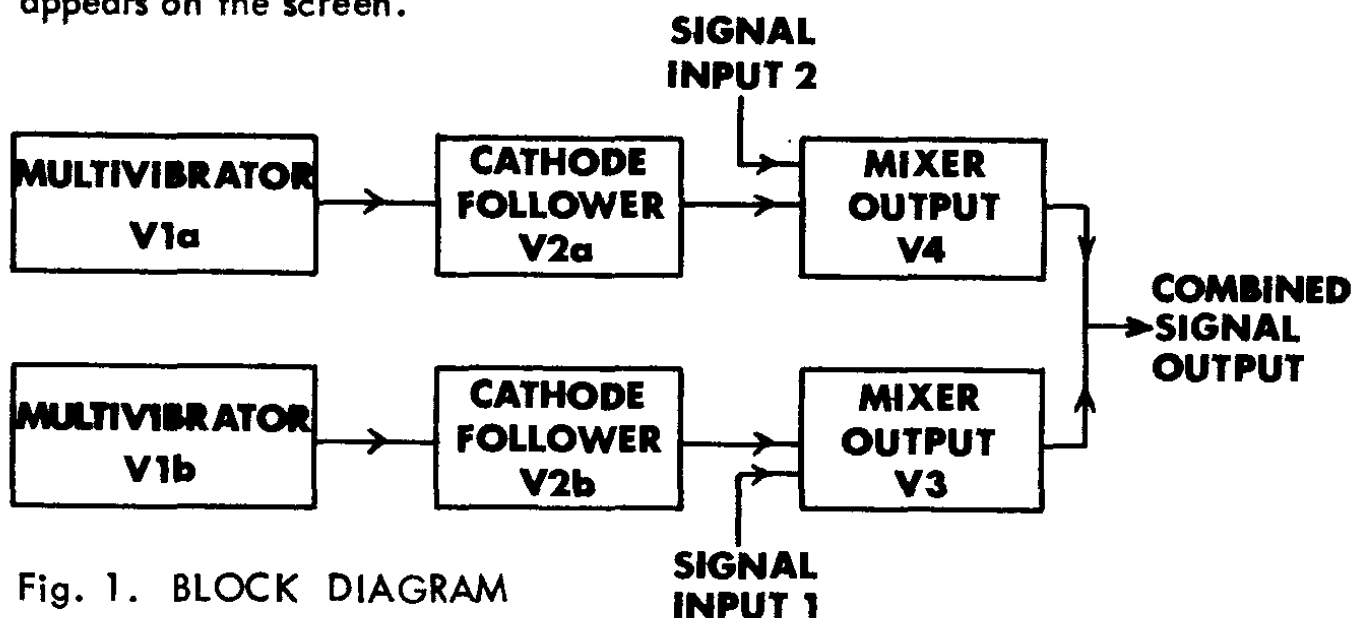 appears on the screen.
SIGNAL
INPUT 2
MULTIVIBRATOR
V1a
CATHODE
FOLLOWER
V2a
MIXER
OUTPUT
V4
COMBINED
SIGNAL
OUTPUT
MULTIVIBRATOR
V1b
CATHODE
FOLLOWER
V2b
MIXER
OUTPUT
V3
SIGNAL
INPUT 1
Fig. 1. BLOCK DIAGRAM